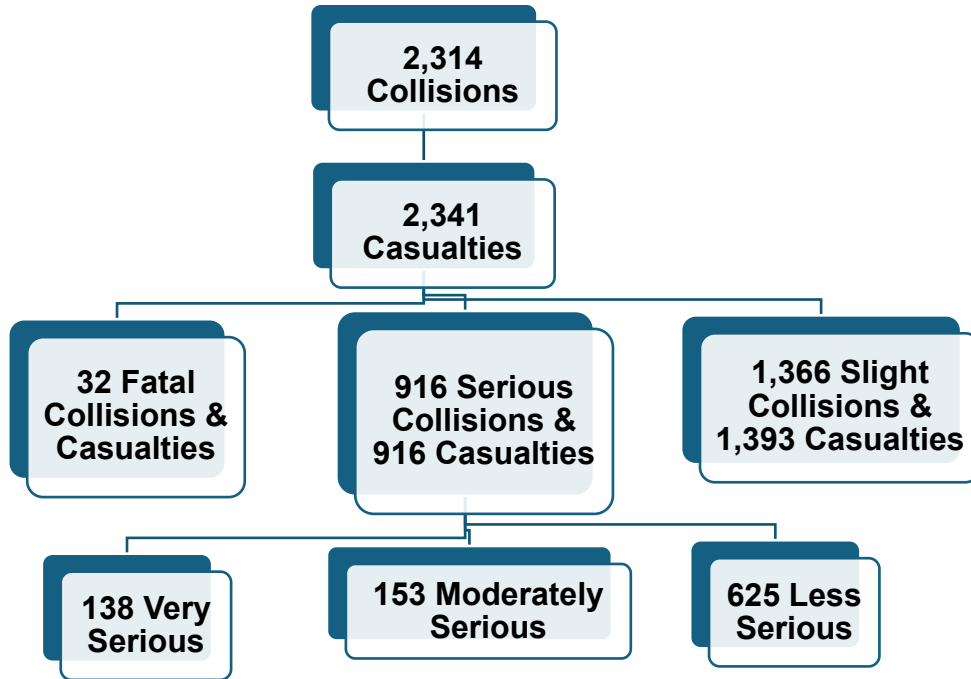 2,314
Collisions
2,341
Casualties
32 Fatal
Collisions &
Casualties
916 Serious
Collisions &
916 Casualties
1,366 Slight
Collisions &
1,393 Casualties
138 Very
Serious
153 Moderately
Serious
625 Less
Serious